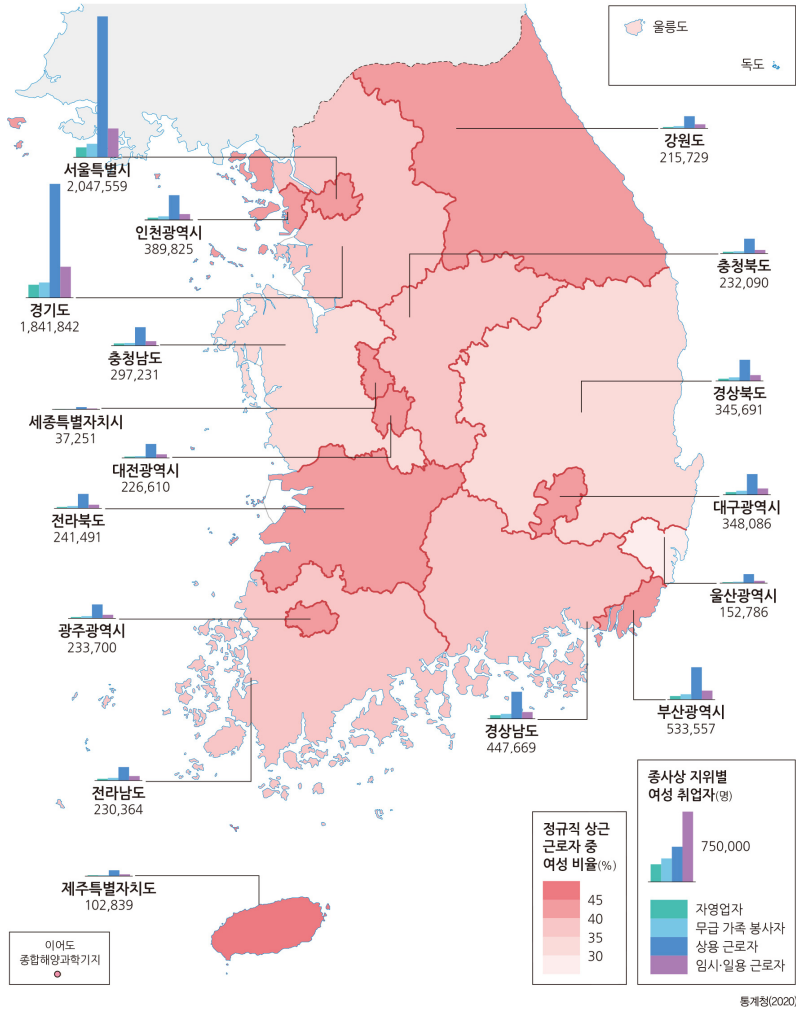 울릉도
독도
서울특별시
2,047,559
강원도
215,729
인천광역시
389,825
충청북도
232,090
경기도
1,841,842
충청남도
297,231
경상북도
345,691
세종특별자치시
37,251
대전광역시
226,610
대구광역시
348,086
전라북도
241,491
울산광역시
152,786
광주광역시
233,700
부산광역시
533,557
경상남도
447,669
전라남도
230,364
제주특별자치도
102,839
정규직 상근
근로자 중
여성 비율(%)
45
40
35
30
종사상 지위별
여성 취업자(명)
750,000
자영업자
무급 가족 봉사자
상용 근로자
임시·일용 근로자
이어도
종합해양과학기지
통계청(2020)